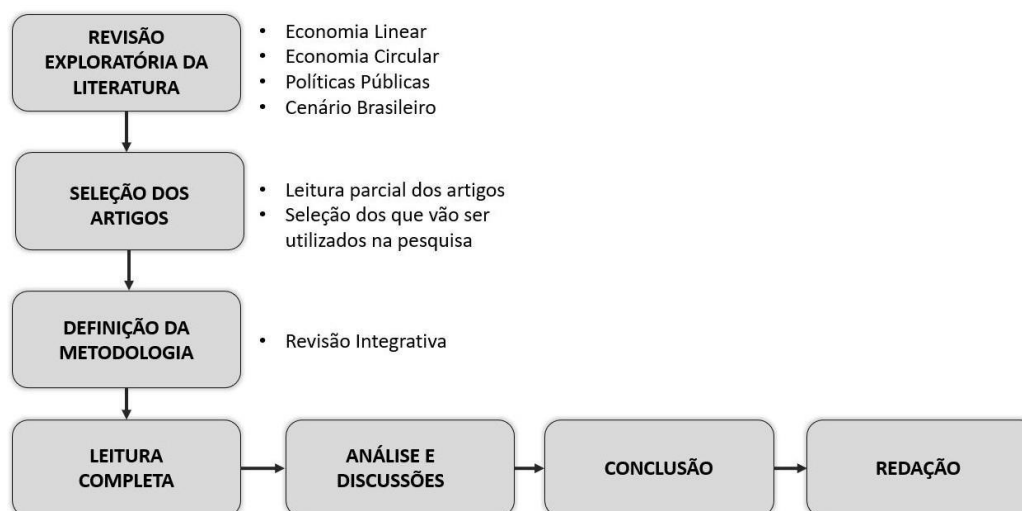 REVISÃO
EXPLORATÓRIA DA
LITERATURA
• Economia Linear
• Economia Circular
• Políticas Públicas
• Cenário Brasileiro
SELEÇÃO DOS
ARTIGOS
• Leitura parcial dos artigos
• Seleção dos que vão ser
utilizados na pesquisa
DEFINIÇÃO DA
METODOLOGIA
• Revisão Integrativa
LEITURA
COMPLETA
ANÁLISE E
DISCUSSÕES
CONCLUSÃO
REDAÇÃO